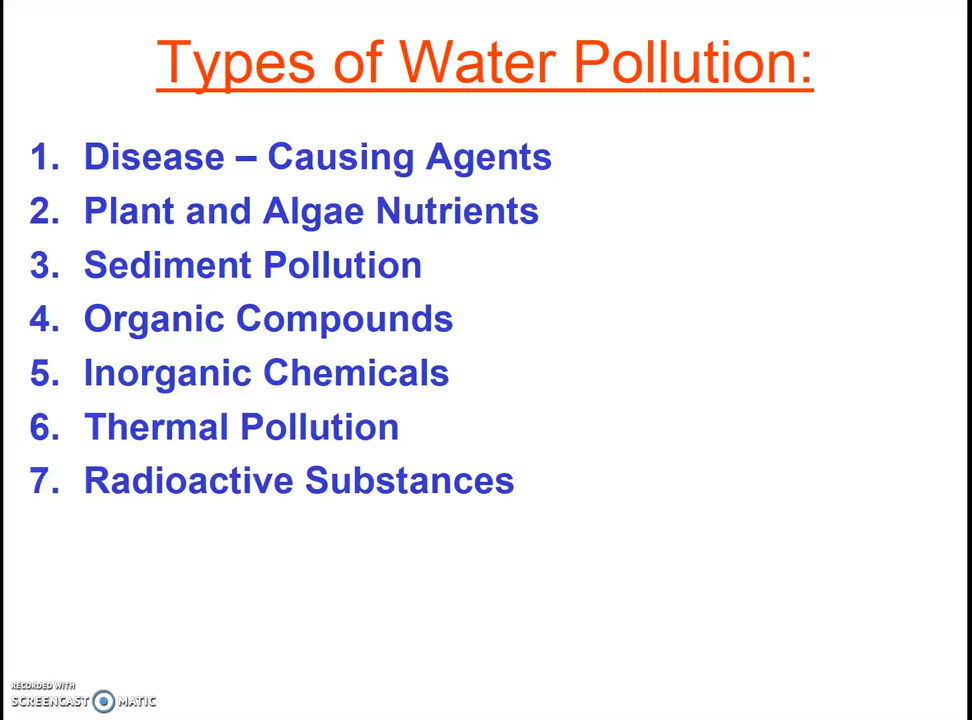 Types of Water Pollution:
1. Disease – Causing Agents
2. Plant and Algae Nutrients
3. Sediment Pollution
4. Organic Compounds
5. Inorganic Chemicals
6. Thermal Pollution
7. Radioactive Substances
RECORDED WITH
SCREENCAST MATIC